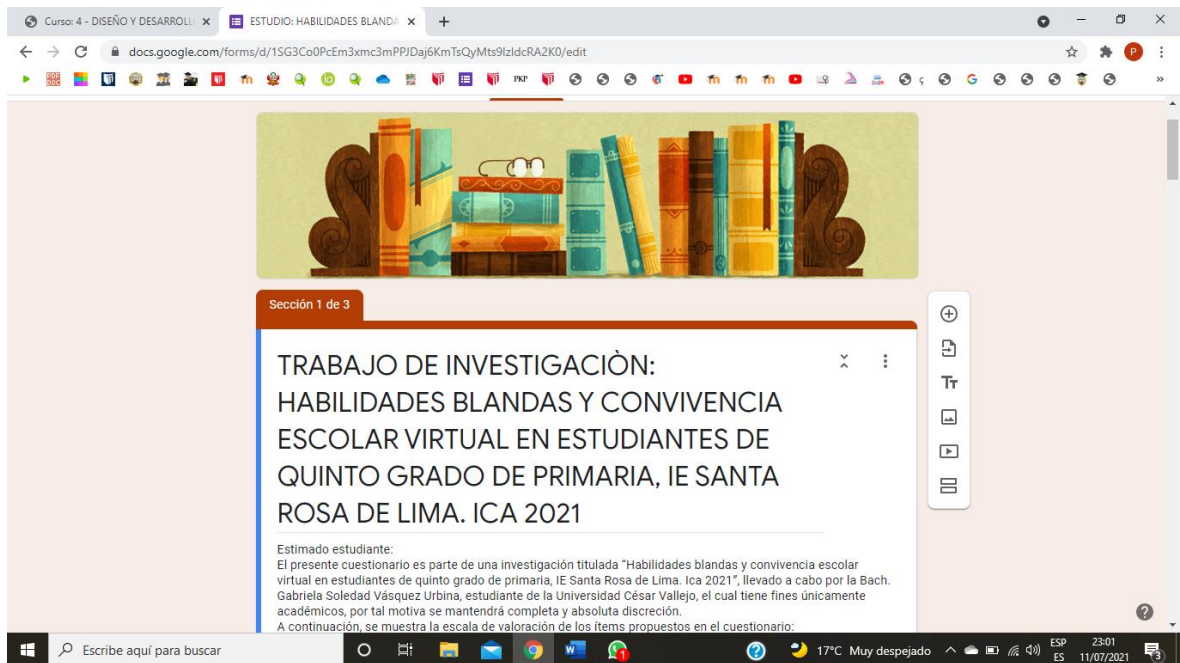 Curso: 4 - DISEÑO Y DESARROLL
ESTUDIO: HABILIDADES BLANDA
docs.google.com/forms/d/1SG3Co0PcEm3xmc3mPPJDaj6KmTsQyMts9IzIdcRA2K0/edit
P
PKP
Sección 1 de 3
TRABAJO DE INVESTIGACIÒN:
HABILIDADES BLANDAS Y CONVIVENCIA
ESCOLAR VIRTUAL EN ESTUDIANTES DE
QUINTO GRADO DE PRIMARIA, IE SANTA
ROSA DE LIMA. ICA 2021
Estimado estudiante:
El presente cuestionario es parte de una investigación titulada “Habilidades blandas y convivencia escolar
virtual en estudiantes de quinto grado de primaria, IE Santa Rosa de Lima. Ica 2021”, llevado a cabo por la Bach.
Gabriela Soledad Vásquez Urbina, estudiante de la Universidad César Vallejo, el cual tiene fines únicamente
académicos, por tal motiva se mantendrá completa y absoluta discreción.
A continuación, se muestra la escala de valoración de los ítems propuestos en el cuestionario:
Escribe aquí para buscar
17°C Muy despejado
ESP
ES
23:01
11/07/2021
3